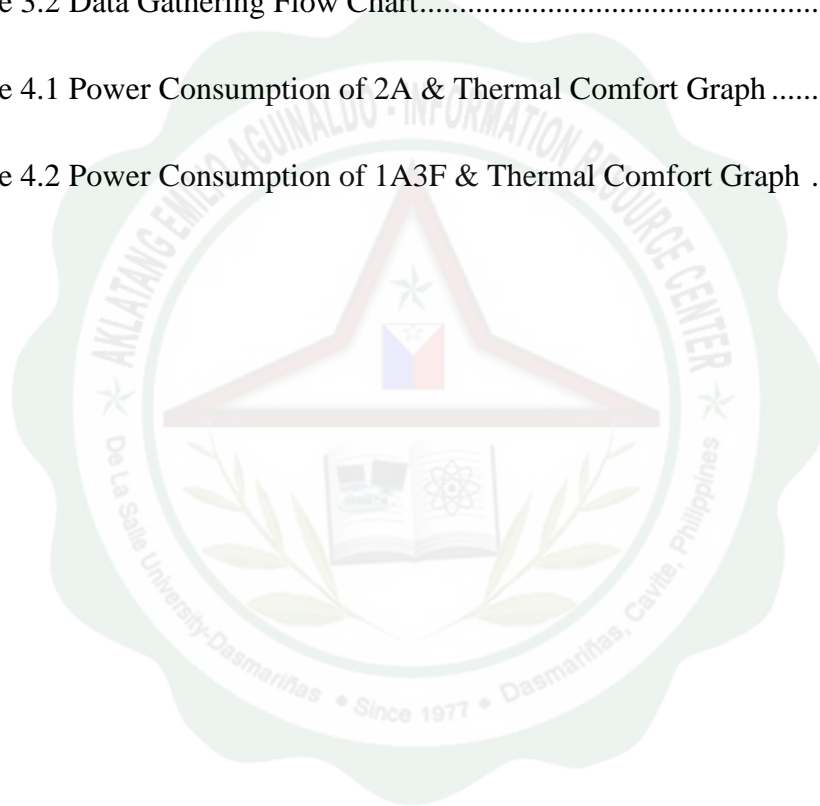 e 3.2 Data Gathering Flow Chart..................................................
e 4.1 Power Consumption of 2A & Thermal Comfort Graph ......
e 4.2 Power Consumption of 1A3F & Thermal Comfort Graph .
AKLATANG EMILIO AGUINALDO - INFORMATION RESOURCE CENTER
De La Salle University-Dasmariñas • Since 1977 • Dasmariñas, Cavite, Philippines